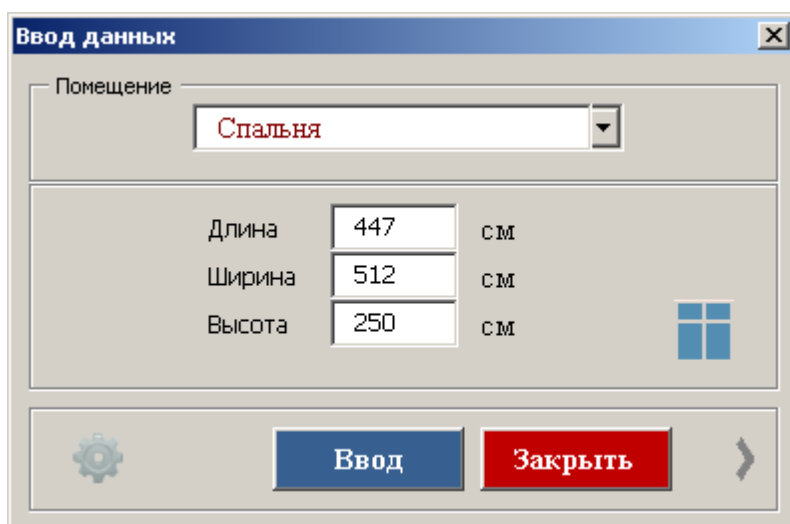 Ввод данных
Помещение
Спальня
Длина 447 см
Ширина 512 см
Высота 250 см
Ввод Закрыть